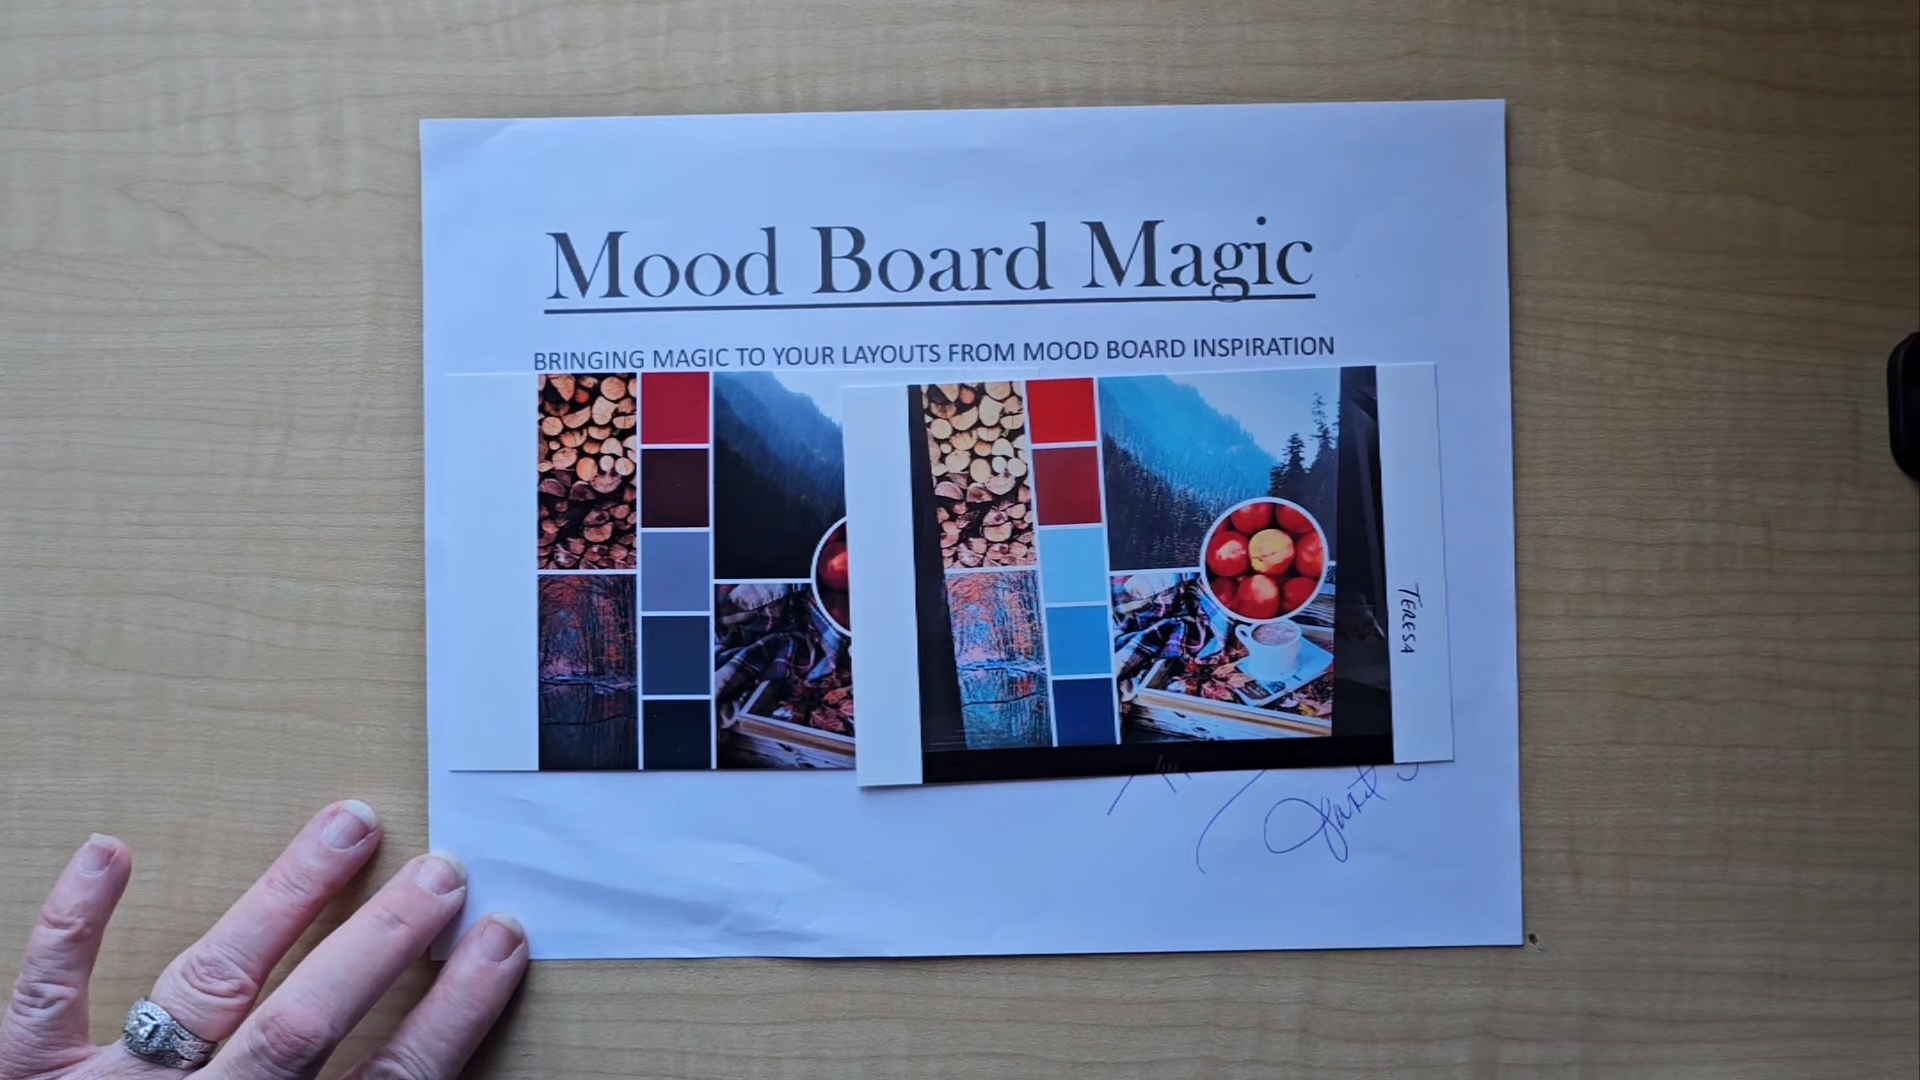 Mood Board Magic
BRINGING MAGIC TO YOUR LAYOUTS FROM MOOD BOARD INSPIRATION
TERESA